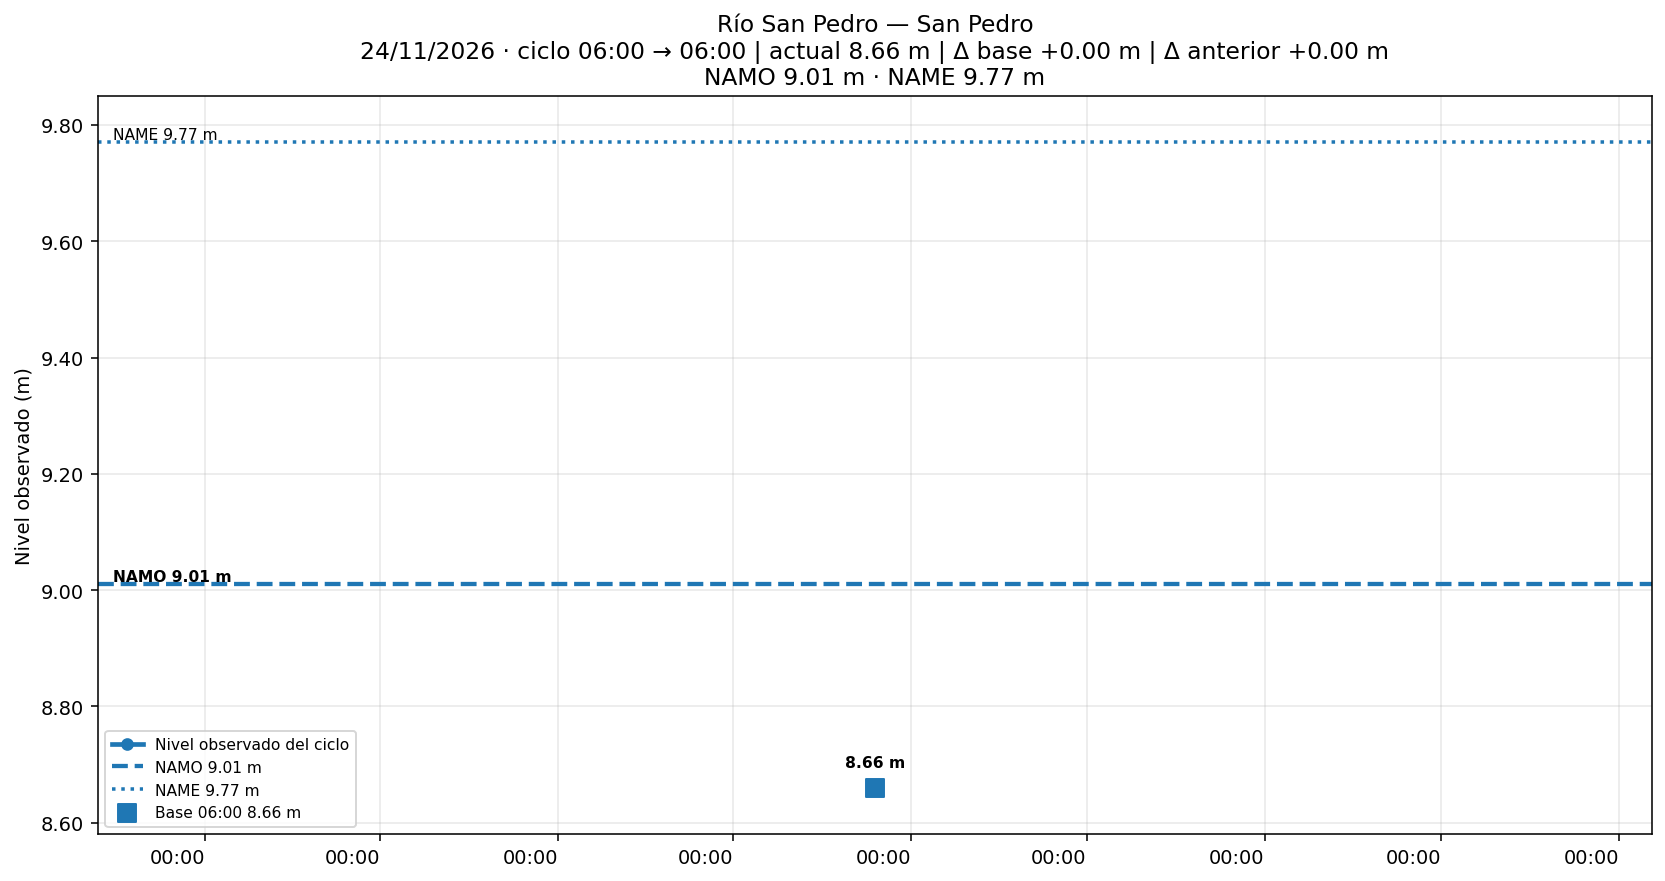 Río San Pedro — San Pedro
24/11/2026 · ciclo 06:00 → 06:00 | actual 8.66 m | Δ base +0.00 m | Δ anterior +0.00 m
NAMO 9.01 m · NAME 9.77 m
Nivel observado (m)
9.80
9.60
9.40
9.20
9.00
8.80
8.60
NAME 9.77 m
NAMO 9.01 m
8.66 m
Nivel observado del ciclo
NAMO 9.01 m
NAME 9.77 m
Base 06:00 8.66 m
00:00 00:00 00:00 00:00 00:00 00:00 00:00 00:00 00:00